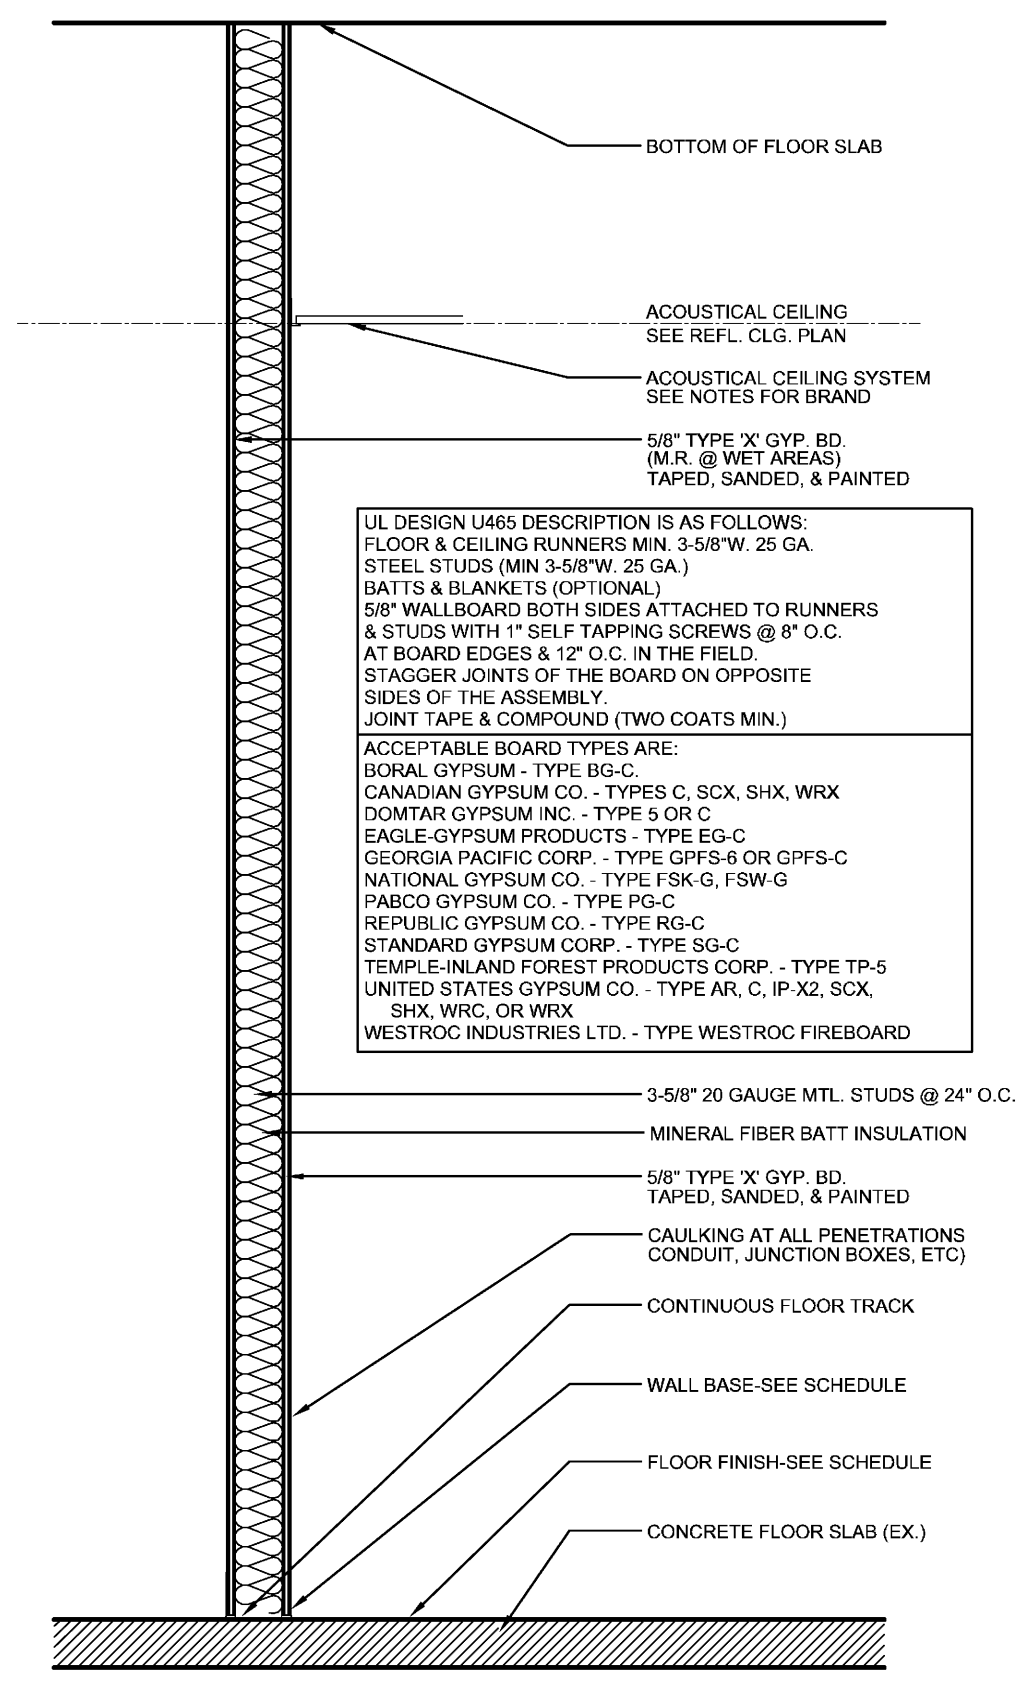 BOTTOM OF FLOOR SLAB
ACOUSTICAL CEILING
SEE REFL. CLG. PLAN
ACOUSTICAL CEILING SYSTEM
SEE NOTES FOR BRAND
5/8" TYPE 'X' GYP. BD.
(M.R. @ WET AREAS)
TAPED, SANDED, & PAINTED
UL DESIGN U465 DESCRIPTION IS AS FOLLOWS:
FLOOR & CEILING RUNNERS MIN. 3-5/8"W. 25 GA.
STEEL STUDS (MIN 3-5/8"W. 25 GA.)
BATTS & BLANKETS (OPTIONAL)
5/8" WALLBOARD BOTH SIDES ATTACHED TO RUNNERS
& STUDS WITH 1" SELF TAPPING SCREWS @ 8" O.C.
AT BOARD EDGES & 12" O.C. IN THE FIELD.
STAGGER JOINTS OF THE BOARD ON OPPOSITE
SIDES OF THE ASSEMBLY.
JOINT TAPE & COMPOUND (TWO COATS MIN.)
ACCEPTABLE BOARD TYPES ARE:
BORAL GYPSUM - TYPE BG-C.
CANADIAN GYPSUM CO. - TYPES C, SCX, SHX, WRX
DOMTAR GYPSUM INC. - TYPE 5 OR C
EAGLE-GYPSUM PRODUCTS - TYPE EG-C
GEORGIA PACIFIC CORP. - TYPE GPFS-6 OR GPFS-C
NATIONAL GYPSUM CO. - TYPE FSK-G, FSW-G
PABCO GYPSUM CO. - TYPE PG-C
REPUBLIC GYPSUM CO. - TYPE RG-C
STANDARD GYPSUM CORP. - TYPE SG-C
TEMPLE-INLAND FOREST PRODUCTS CORP. - TYPE TP-5
UNITED STATES GYPSUM CO. - TYPE AR, C, IP-X2, SCX,
SHX, WRC, OR WRX
WESTROC INDUSTRIES LTD. - TYPE WESTROC FIREBOARD
3-5/8" 20 GAUGE MTL. STUDS @ 24" O.C.
MINERAL FIBER BATT INSULATION
5/8" TYPE 'X' GYP. BD.
TAPED, SANDED, & PAINTED
CAULKING AT ALL PENETRATIONS
CONDUIT, JUNCTION BOXES, ETC)
CONTINUOUS FLOOR TRACK
WALL BASE-SEE SCHEDULE
FLOOR FINISH-SEE SCHEDULE
CONCRETE FLOOR SLAB (EX.)